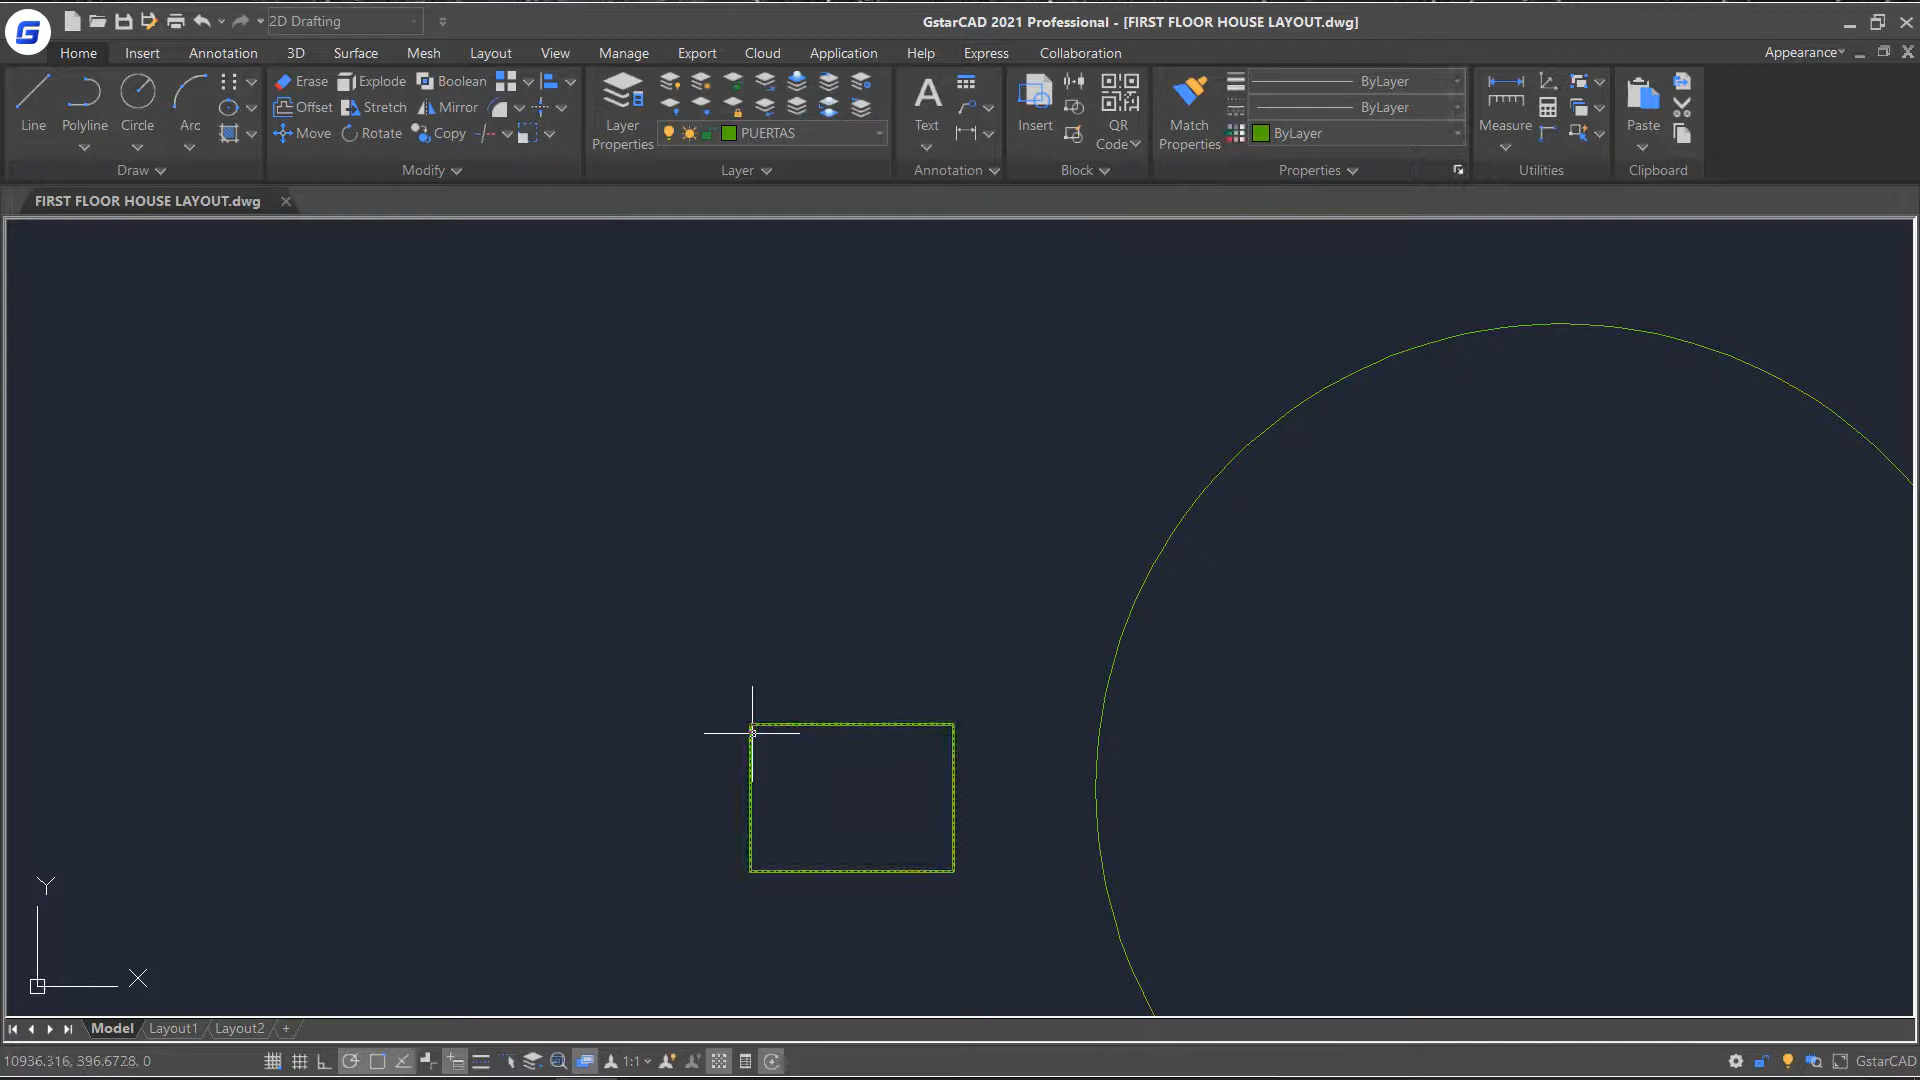 2D Drafting
GstarCAD 2021 Professional - [FIRST FLOOR HOUSE LAYOUT.dwg]
Home Insert Annotation 3D Surface Mesh Layout View Manage Export Cloud Application Help Express Collaboration Appearance
Line Polyline Circle Arc
Draw
Erase Explode Boolean
Offset Stretch Mirror
Move Rotate Copy
Modify
Layer Properties
PUERTAS
Layer
Text
Annotation
Insert
QR Code
Block
Match Properties
ByLayer
ByLayer
ByLayer
Properties
Measure
Utilities
Paste
Clipboard
FIRST FLOOR HOUSE LAYOUT.dwg
Y
X
Model Layout1 Layout2 +
10936.316, 396.6728, 0
1:1
GstarCAD